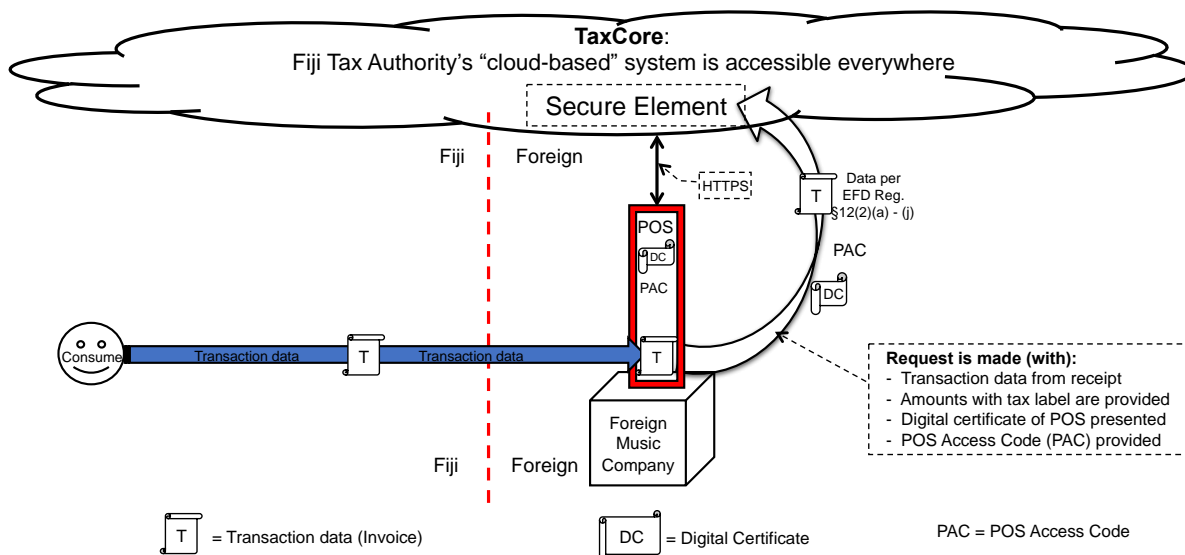 TaxCore:
Fiji Tax Authority's “cloud-based” system is accessible everywhere
Secure Element
Fiji
Foreign
HTTPS
T
Data per
EFD Reg.
§12(2)(a) - (j)
POS
DC
PAC
PAC
DC
Consume
Transaction data
T
Transaction data
T
Request is made (with):
- Transaction data from receipt
- Amounts with tax label are provided
- Digital certificate of POS presented
- POS Access Code (PAC) provided
Foreign
Music
Company
Fiji
Foreign
T
= Transaction data (Invoice)
DC
= Digital Certificate
PAC = POS Access Code